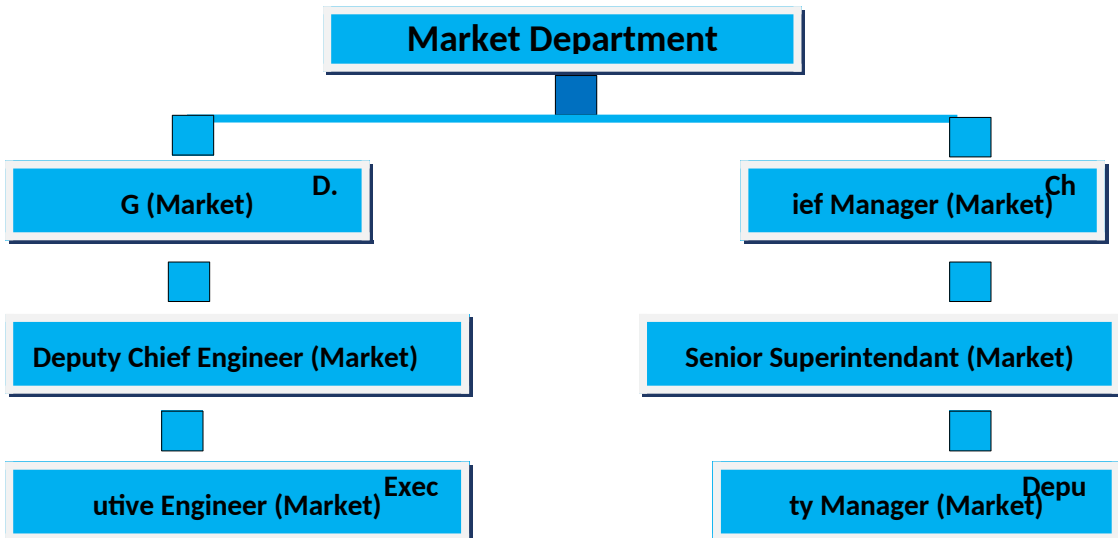 Market Department
D.
G (Market)
Ch
ief Manager (Market)
Deputy Chief Engineer (Market)
Senior Superintendant (Market)
Exec
utive Engineer (Market)
Depu
ty Manager (Market)